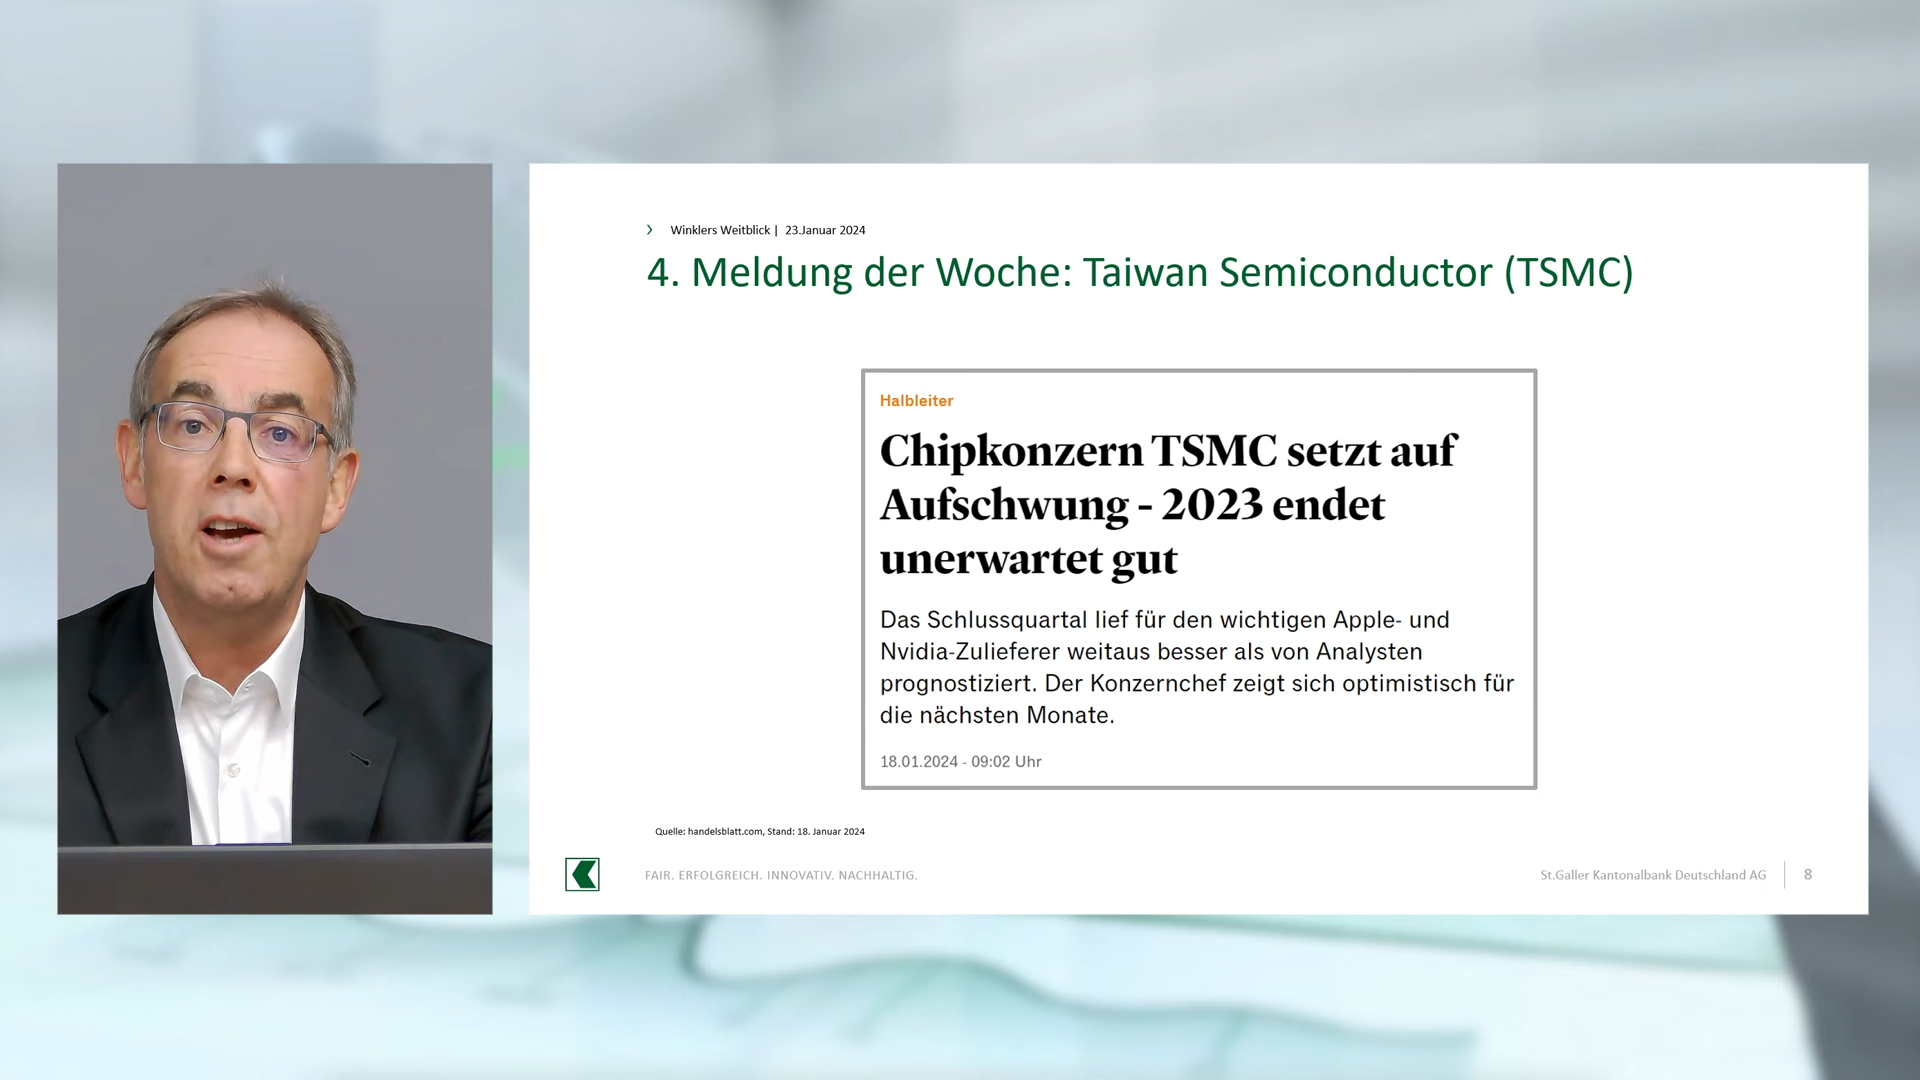 Winklers Weitblick | 23.Januar 2024
4. Meldung der Woche: Taiwan Semiconductor (TSMC)
Halbleiter
Chipkonzern TSMC setzt auf
Aufschwung - 2023 endet
unerwartet gut
Das Schlussquartal lief für den wichtigen Apple- und
Nvidia-Zulieferer weitaus besser als von Analysten
prognostiziert. Der Konzernchef zeigt sich optimistisch für
die nächsten Monate.
18.01.2024 - 09:02 Uhr
Quelle: handelsblatt.com, Stand: 18. Januar 2024
FAIR. ERFOLGREICH. INNOVATIV. NACHHALTIG.
St.Galler Kantonalbank Deutschland AG | 8